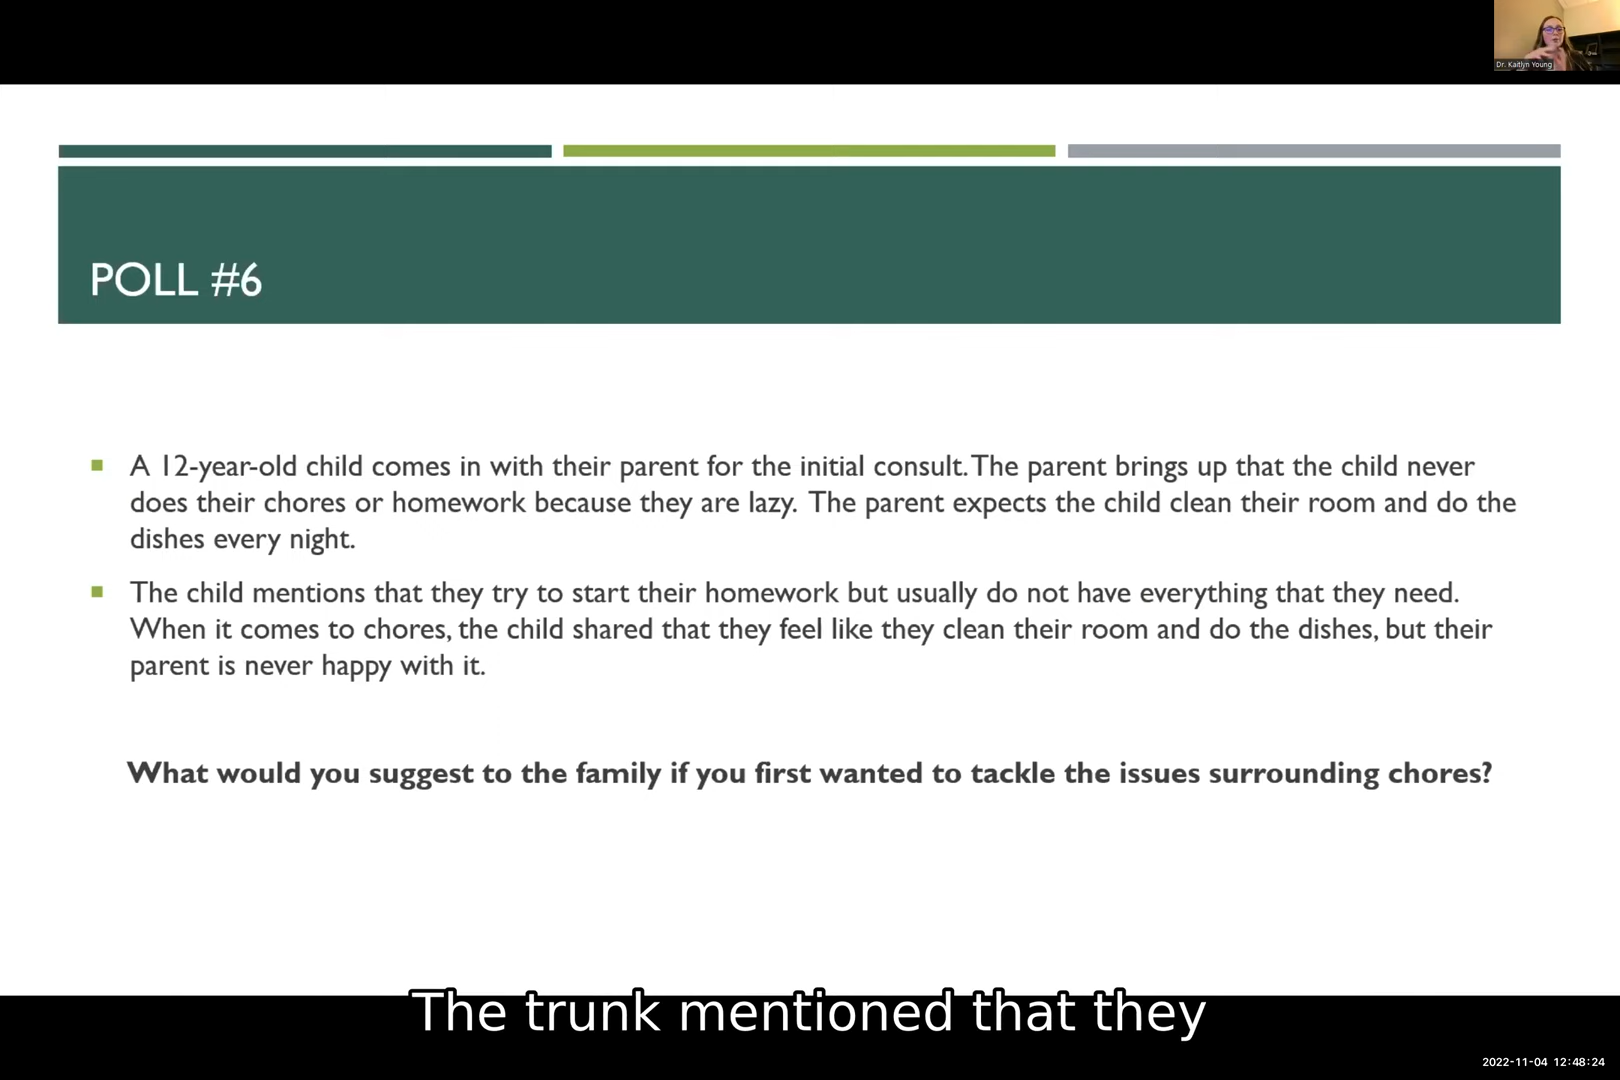 Dr. Kaitlyn Young
POLL #6
A 12-year-old child comes in with their parent for the initial consult. The parent brings up that the child never
does their chores or homework because they are lazy. The parent expects the child clean their room and do the
dishes every night.
The child mentions that they try to start their homework but usually do not have everything that they need.
When it comes to chores, the child shared that they feel like they clean their room and do the dishes, but their
parent is never happy with it.
What would you suggest to the family if you first wanted to tackle the issues surrounding chores?
The trunk mentioned that they
2022-11-04 12:48:24